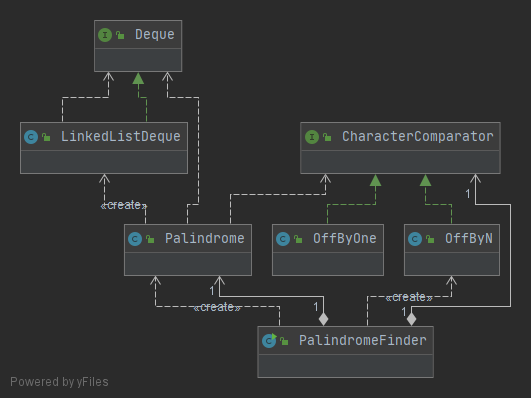 Deque
LinkedListDeque
CharacterComparator
«create»
1
Palindrome
OffByOne
OffByN
1
1
«create»
«create»
1
PalindromeFinder
Powered by yFiles